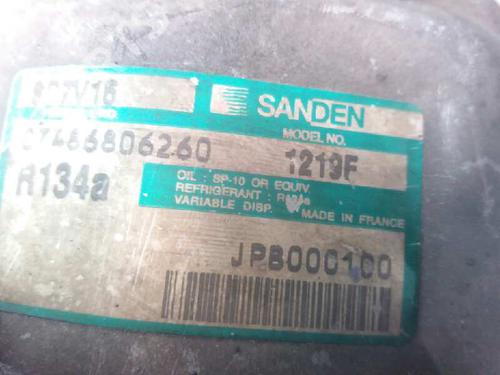 SD7V16
SANDEN
MODEL NO.
07466806260
1219F
R134a
OIL : SP-10 OR EQUIV.
REFRIGERANT : R134a
VARIABLE DISP.
MADE IN FRANCE
JPB000100